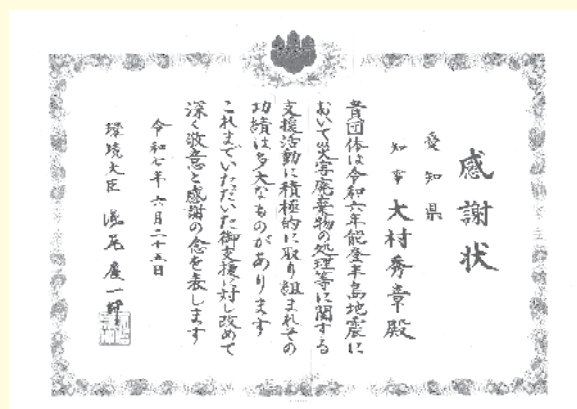 感謝状
愛知県
知事 大村秀章殿
貴団体は令和六年能登半島地震に
おいて災害廃棄物の処理等に関する
支援活動に積極的に取り組まれその
功績は多大なものがあります
これまでいただいた御支援に対し改めて
深く敬意と感謝の念を表します
令和七年六月二十五日
環境大臣 浅尾慶一郎